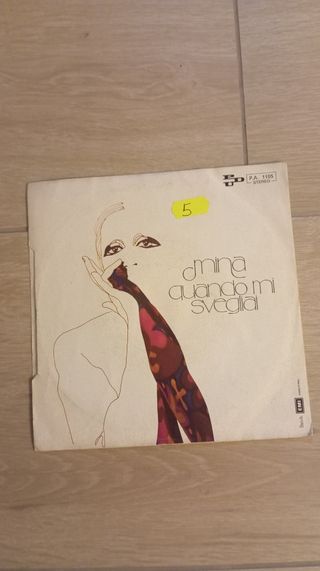 PDU
P.A. 1105
STEREO
5
mina
quando mi
svegliai
EMI